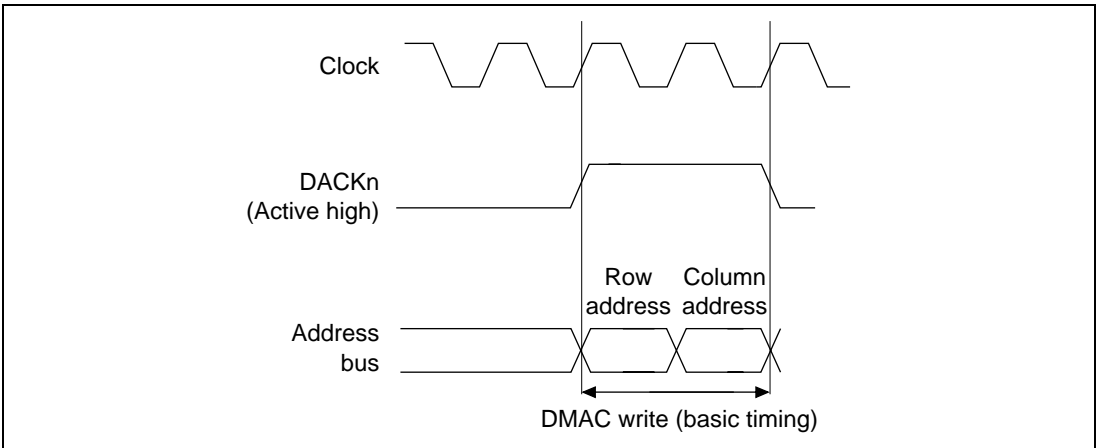 Clock
DACKn
(Active high)
Row
address
Column
address
Address
bus
DMAC write (basic timing)